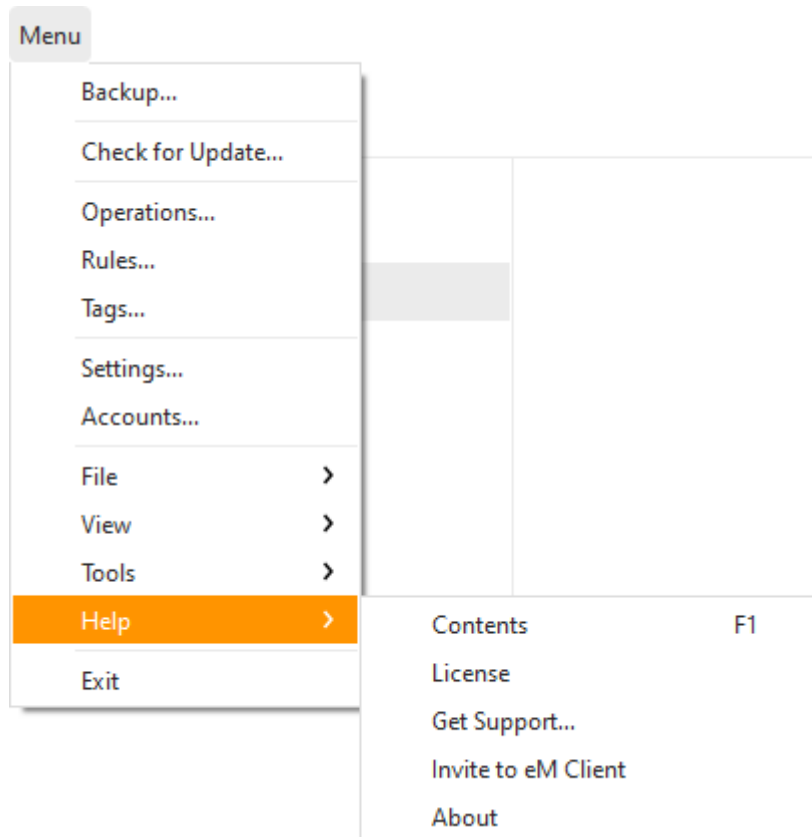 Menu
Backup...
Check for Update...
Operations...
Rules...
Tags...
Settings...
Accounts...
File
View
Tools
Help
Exit
Contents F1
License
Get Support...
Invite to eM Client
About